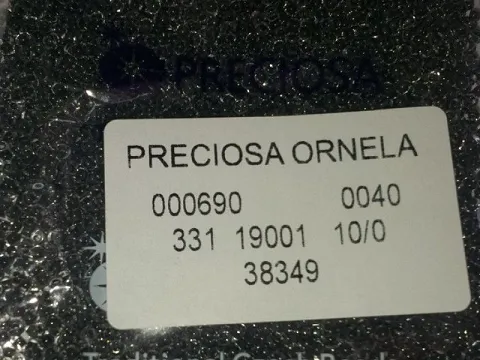 PRECIOSA
PRECIOSA ORNELA
000690 0040
331 19001 10/0
38349